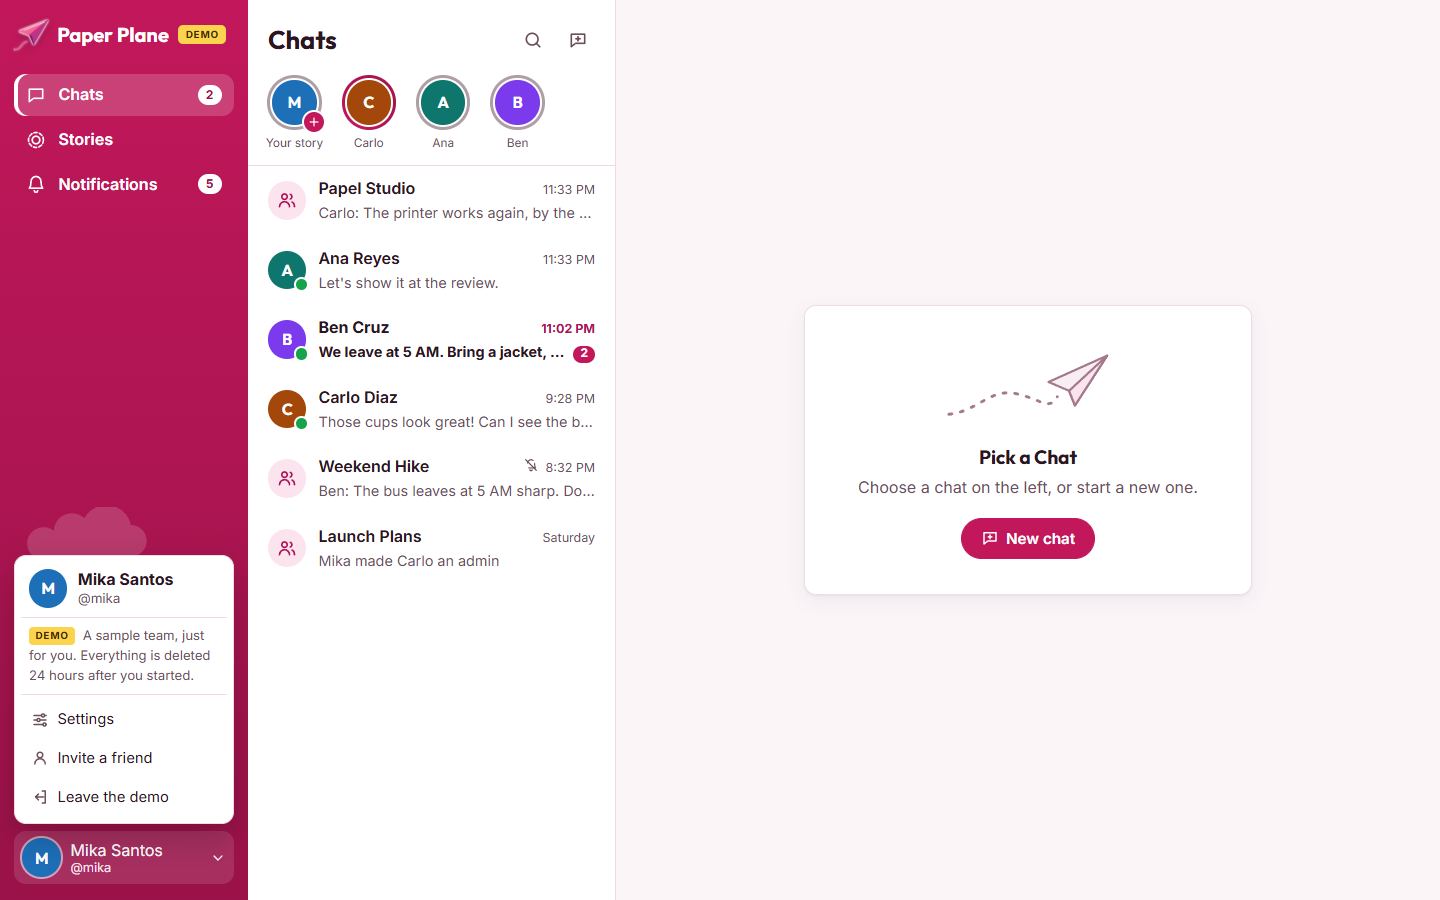 Paper Plane DEMO
Chats 2
Stories
Notifications 5
M
Mika Santos
@mika
DEMO A sample team, just
for you. Everything is deleted
24 hours after you started.
Settings
Invite a friend
Leave the demo
M
Mika Santos
@mika
Chats
M C A B
Your story Carlo Ana Ben
Papel Studio 11:33 PM
Carlo: The printer works again, by the ...
A
Ana Reyes 11:33 PM
Let's show it at the review.
B
Ben Cruz 11:02 PM
We leave at 5 AM. Bring a jacket, ... 2
C
Carlo Diaz 9:28 PM
Those cups look great! Can I see the b...
Weekend Hike 8:32 PM
Ben: The bus leaves at 5 AM sharp. Do...
Launch Plans Saturday
Mika made Carlo an admin
Pick a Chat
Choose a chat on the left, or start a new one.
New chat